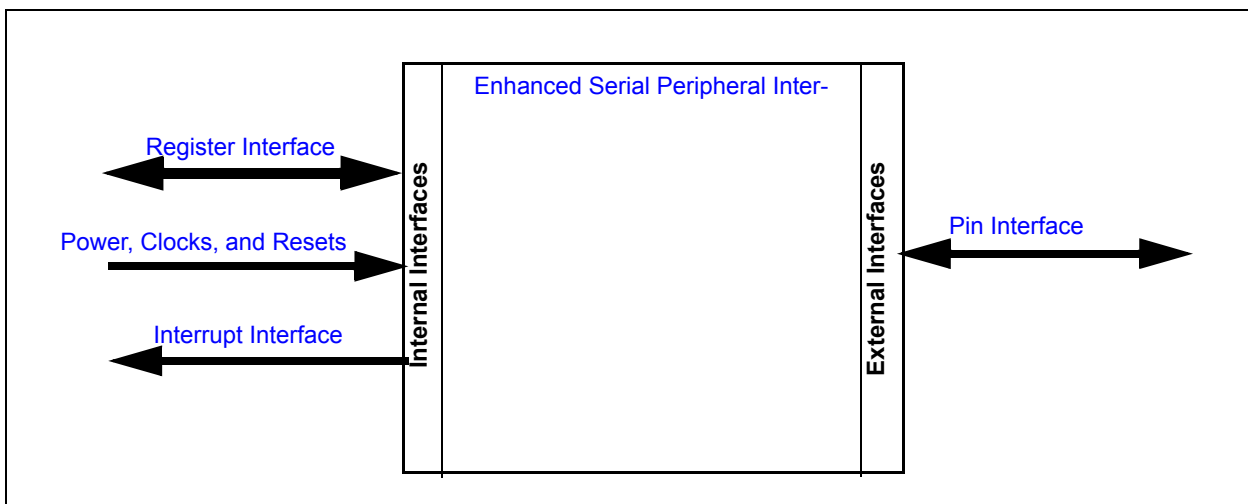 Enhanced Serial Peripheral Inter-
Register Interface
Power, Clocks, and Resets
Interrupt Interface
Internal Interfaces
External Interfaces
Pin Interface